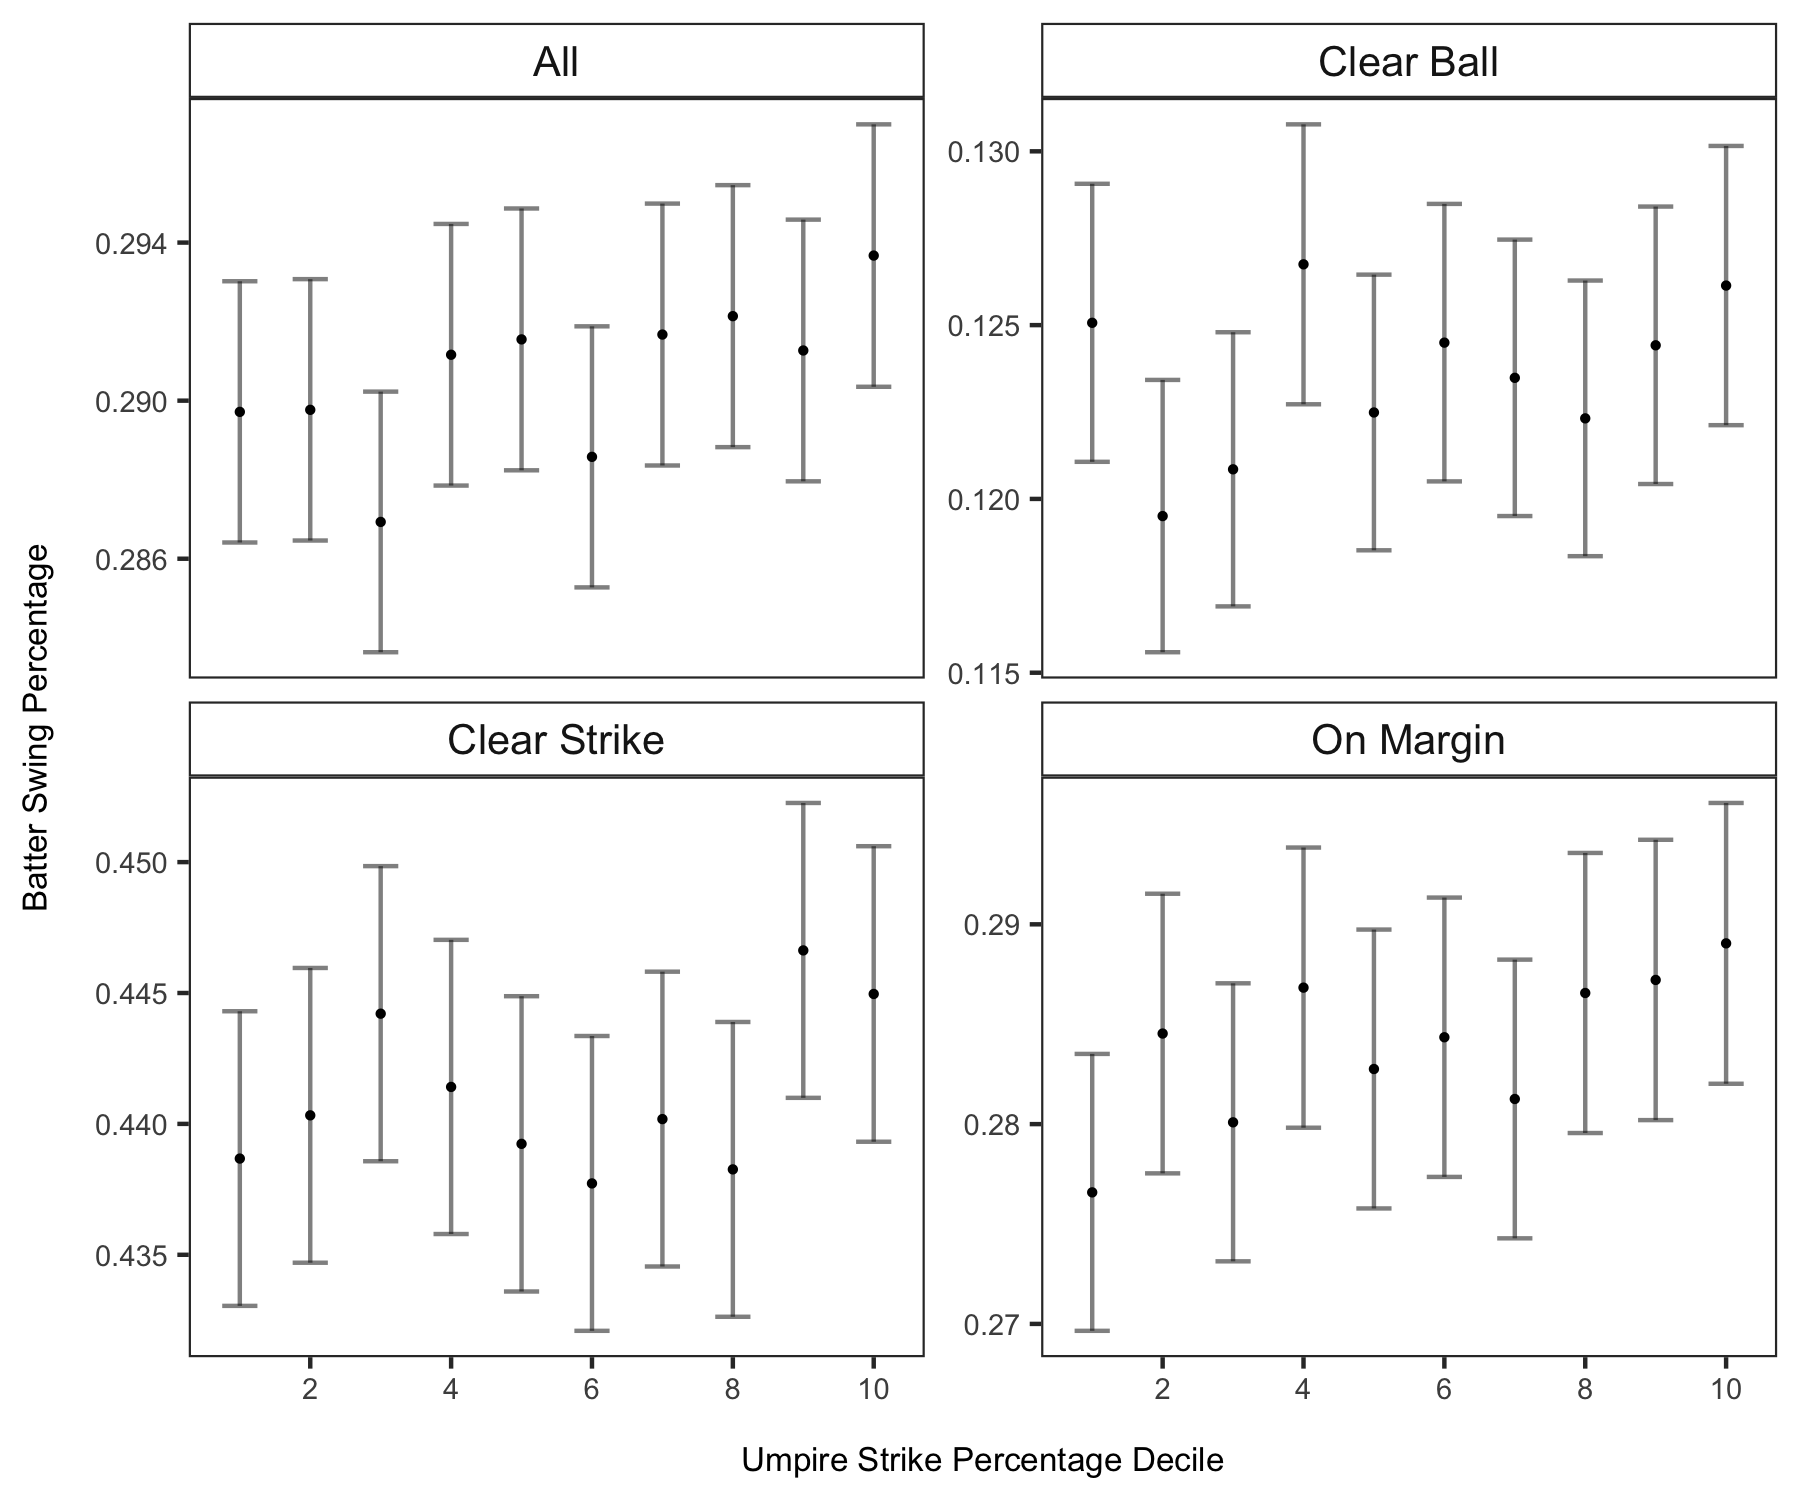 All
Clear Ball
0.294
0.290
0.286
0.130
0.125
0.120
0.115
Batter Swing Percentage
Clear Strike
On Margin
0.450
0.445
0.440
0.435
0.29
0.28
0.27
2 4 6 8 10
2 4 6 8 10
Umpire Strike Percentage Decile